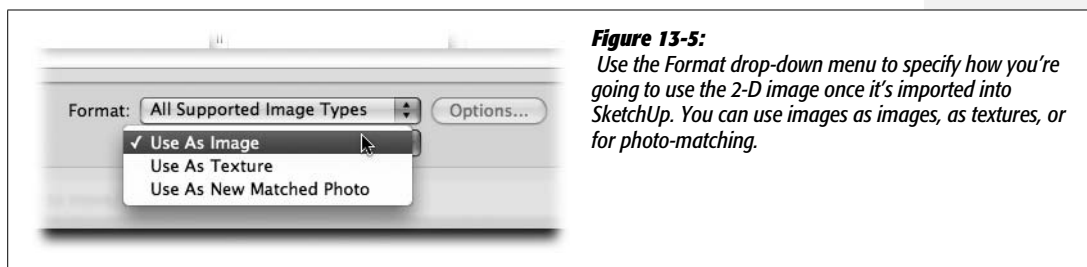 Format: All Supported Image Types Options...
✓ Use As Image
Use As Texture
Use As New Matched Photo
Figure 13-5:
Use the Format drop-down menu to specify how you're
going to use the 2-D image once it's imported into
SketchUp. You can use images as images, as textures, or
for photo-matching.